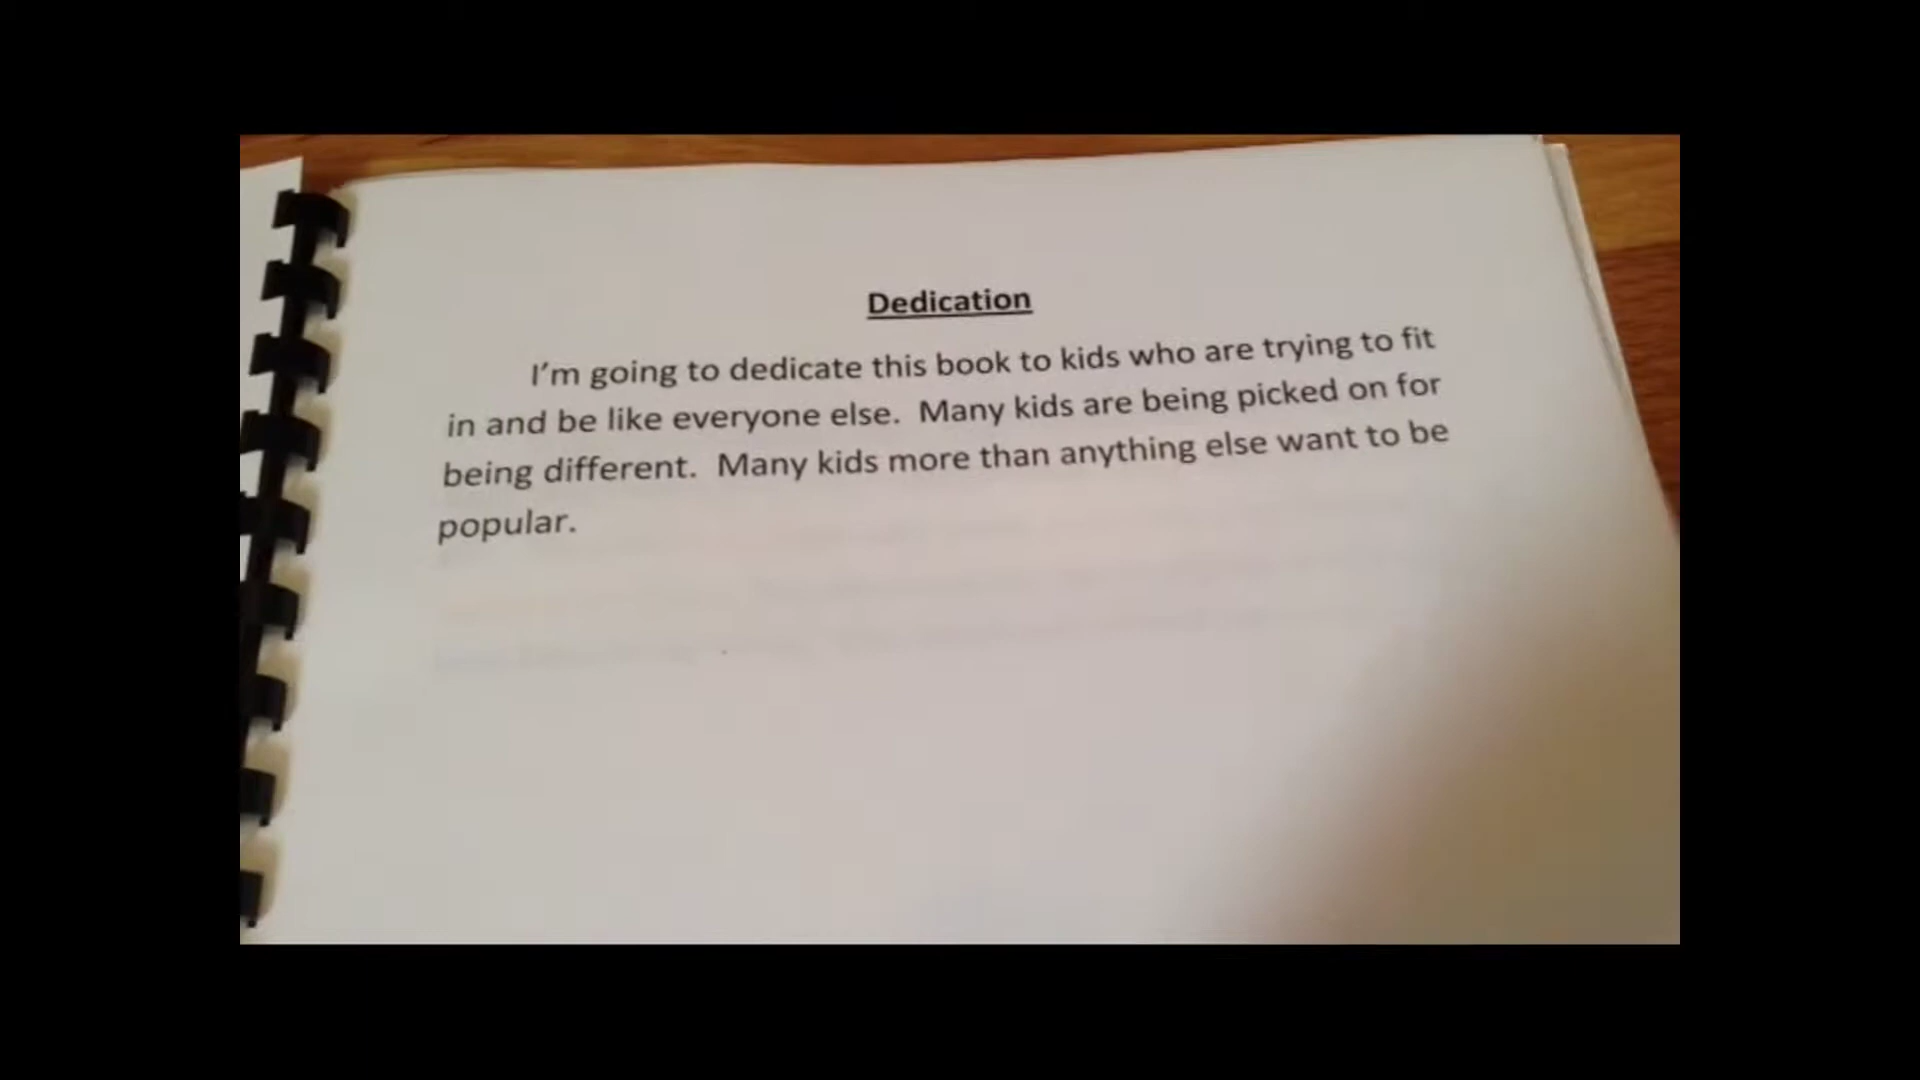 Dedication
I'm going to dedicate this book to kids who are trying to fit
in and be like everyone else.  Many kids are being picked on for
being different.  Many kids more than anything else want to be
popular.